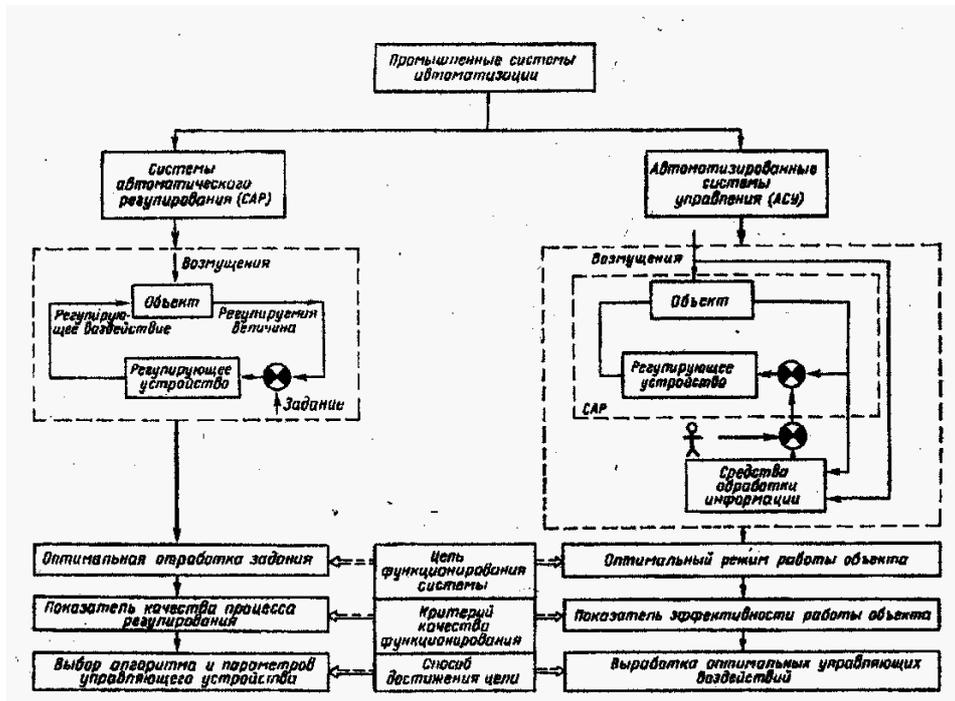 Промышленные системы
автоматизации
Системы
автоматического
регулирования (САР)
Автоматизированные
системы
управления (АСУ)
Возмущения
Объект
Регулирую-
щее воздействие
Регулируемая
величина
Регулирующее
устройство
Задание
Возмущения
Объект
Регулирующее
устройство
САР
Средства
обработки
информации
Оптимальная отработка задания
Цель
функционирования
системы
Оптимальный режим работы объекта
Показатель качества процесса
регулирования
Критерий
качества
функционирования
Показатель эффективности работы объекта
Выбор алгоритма и параметров
управляющего устройства
Способ
достижения цели
Выработка оптимальных управляющих
воздействий